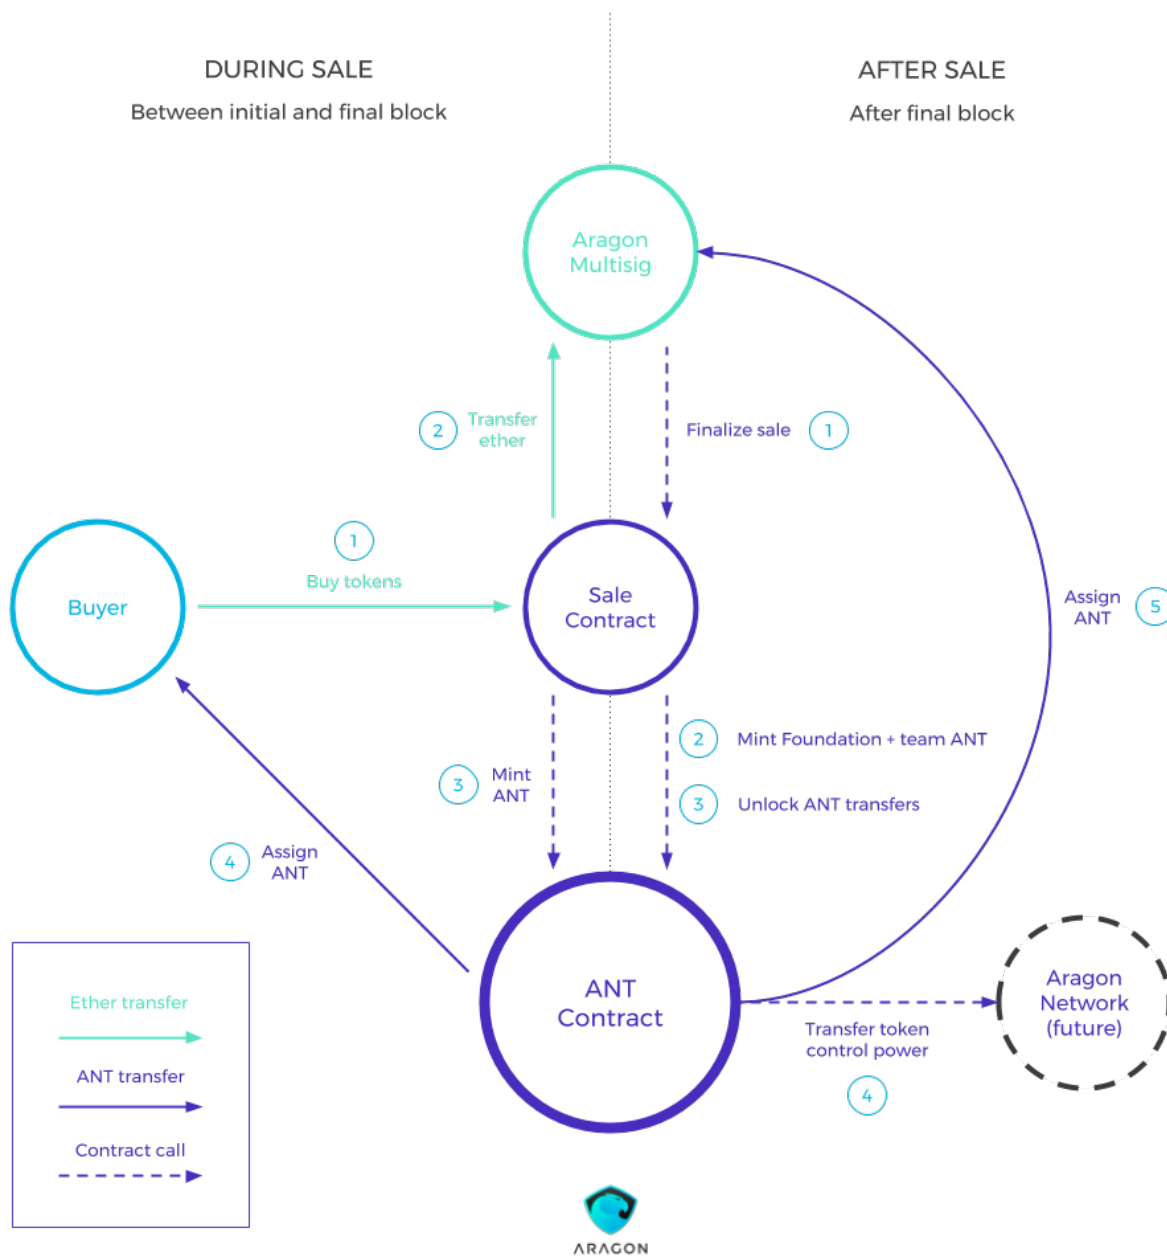 DURING SALE
Between initial and final block
AFTER SALE
After final block
Aragon
Multisig
2
Transfer
ether
Finalize sale
1
1
Buy tokens
Buyer
Sale
Contract
Assign
ANT
5
3
Mint
ANT
2
Mint Foundation + team ANT
3
Unlock ANT transfers
4
Assign
ANT
ANT
Contract
Transfer token
control power
4
Aragon
Network
(future)
Ether transfer
ANT transfer
Contract call
ARAGON